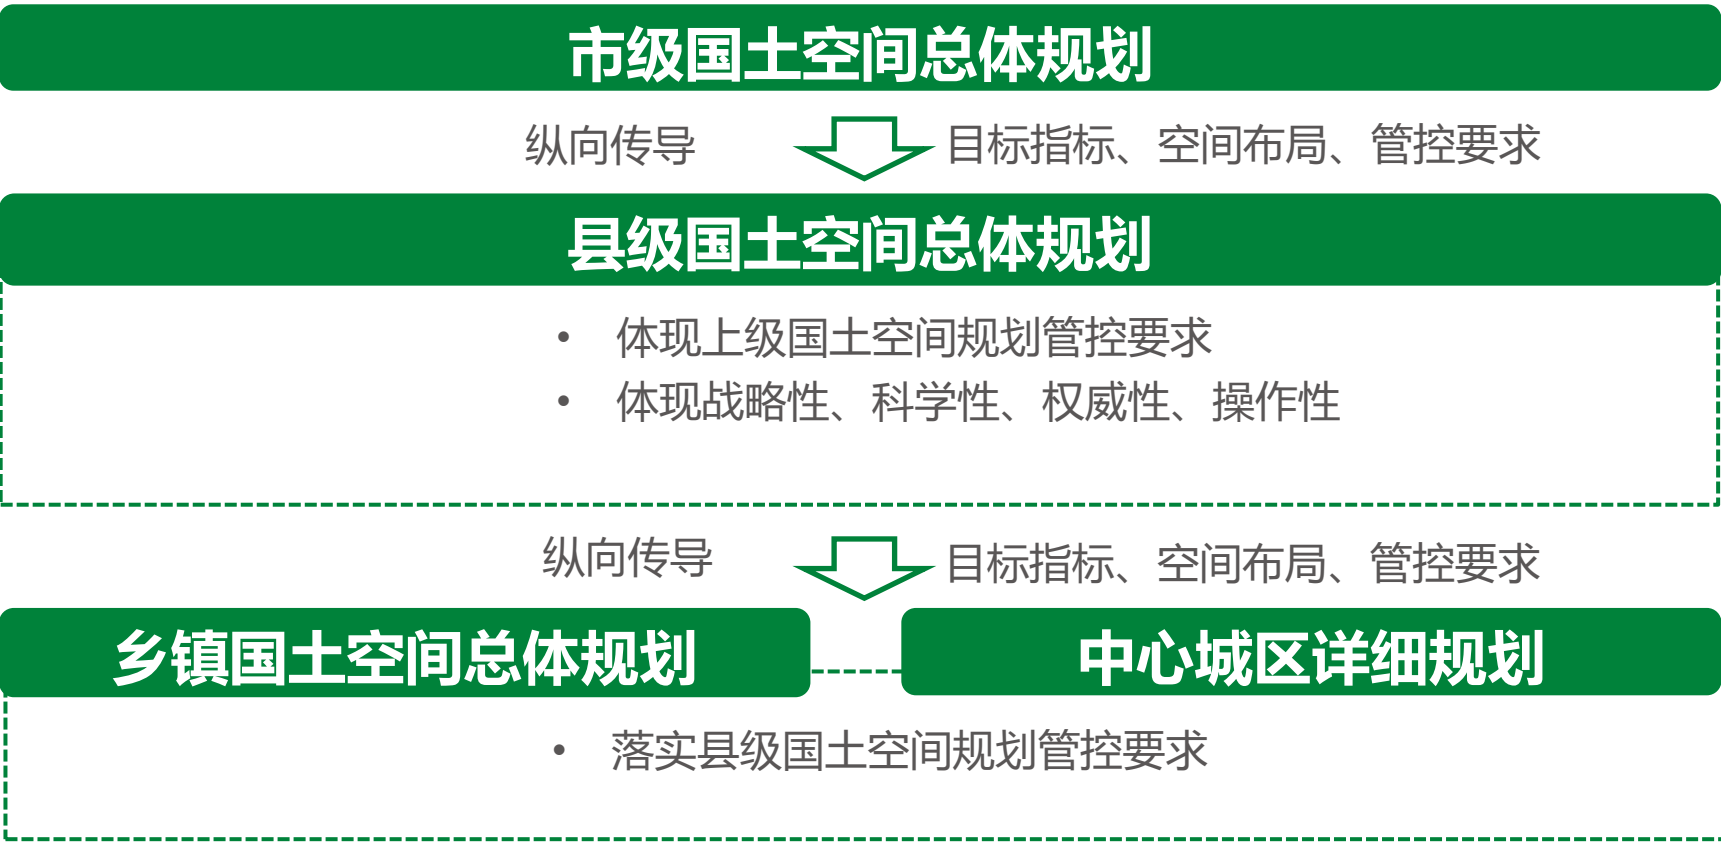 市级国土空间总体规划
纵向传导 目标指标、空间布局、管控要求
县级国土空间总体规划
• 体现上级国土空间规划管控要求
• 体现战略性、科学性、权威性、操作性
纵向传导 目标指标、空间布局、管控要求
乡镇国土空间总体规划 中心城区详细规划
• 落实县级国土空间规划管控要求